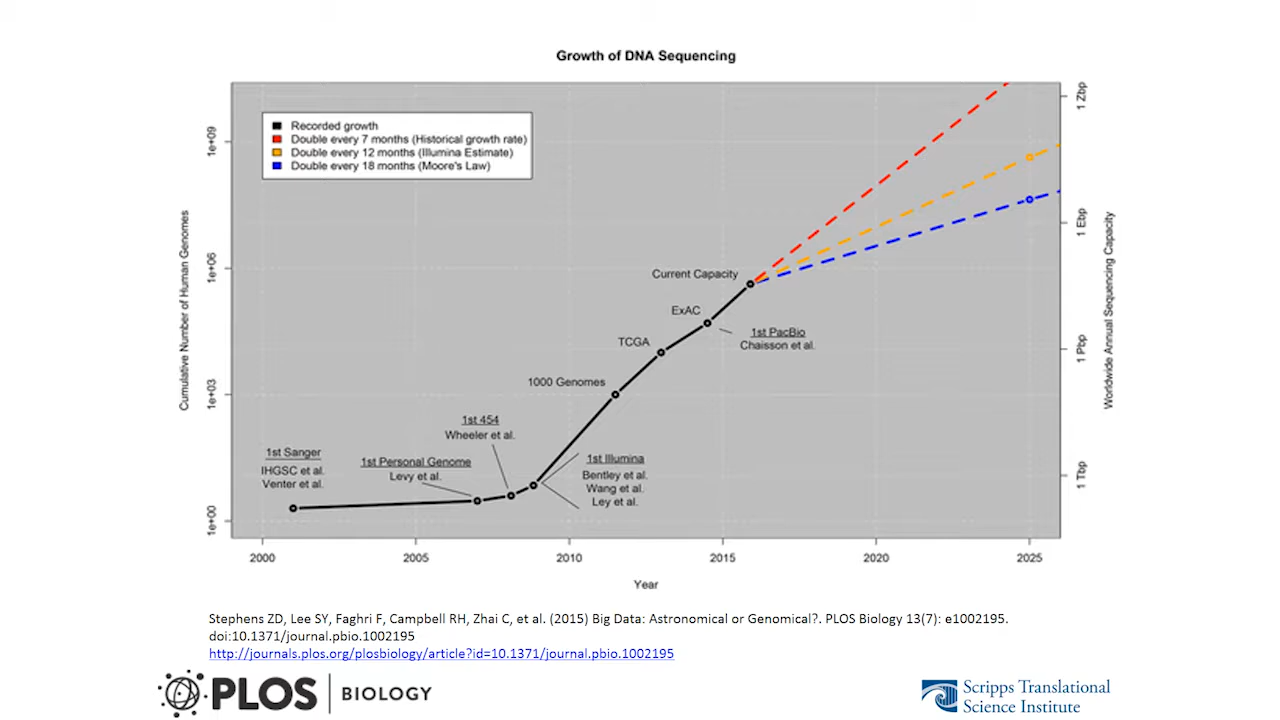 Growth of DNA Sequencing
Recorded growth
Double every 7 months (Historical growth rate)
Double every 12 months (Illumina Estimate)
Double every 18 months (Moore's Law)
Cumulative Number of Human Genomes
1e+09
1e+06
1e+03
1e+00
Worldwide Annual Sequencing Capacity
1 Zbp
1 Ebp
1 Pbp
1 Tbp
Current Capacity
ExAC
1st PacBio
Chaisson et al.
TCGA
1000 Genomes
1st 454
Wheeler et al.
1st Sanger
IHGSC et al.
Venter et al.
1st Personal Genome
Levy et al.
1st Illumina
Bentley et al.
Wang et al.
Ley et al.
2000 2005 2010 2015 2020 2025
Year
Stephens ZD, Lee SY, Faghri F, Campbell RH, Zhai C, et al. (2015) Big Data: Astronomical or Genomical?. PLOS Biology 13(7): e1002195.
doi:10.1371/journal.pbio.1002195
http://journals.plos.org/plosbiology/article?id=10.1371/journal.pbio.1002195
PLOS BIOLOGY
Scripps Translational
Science Institute